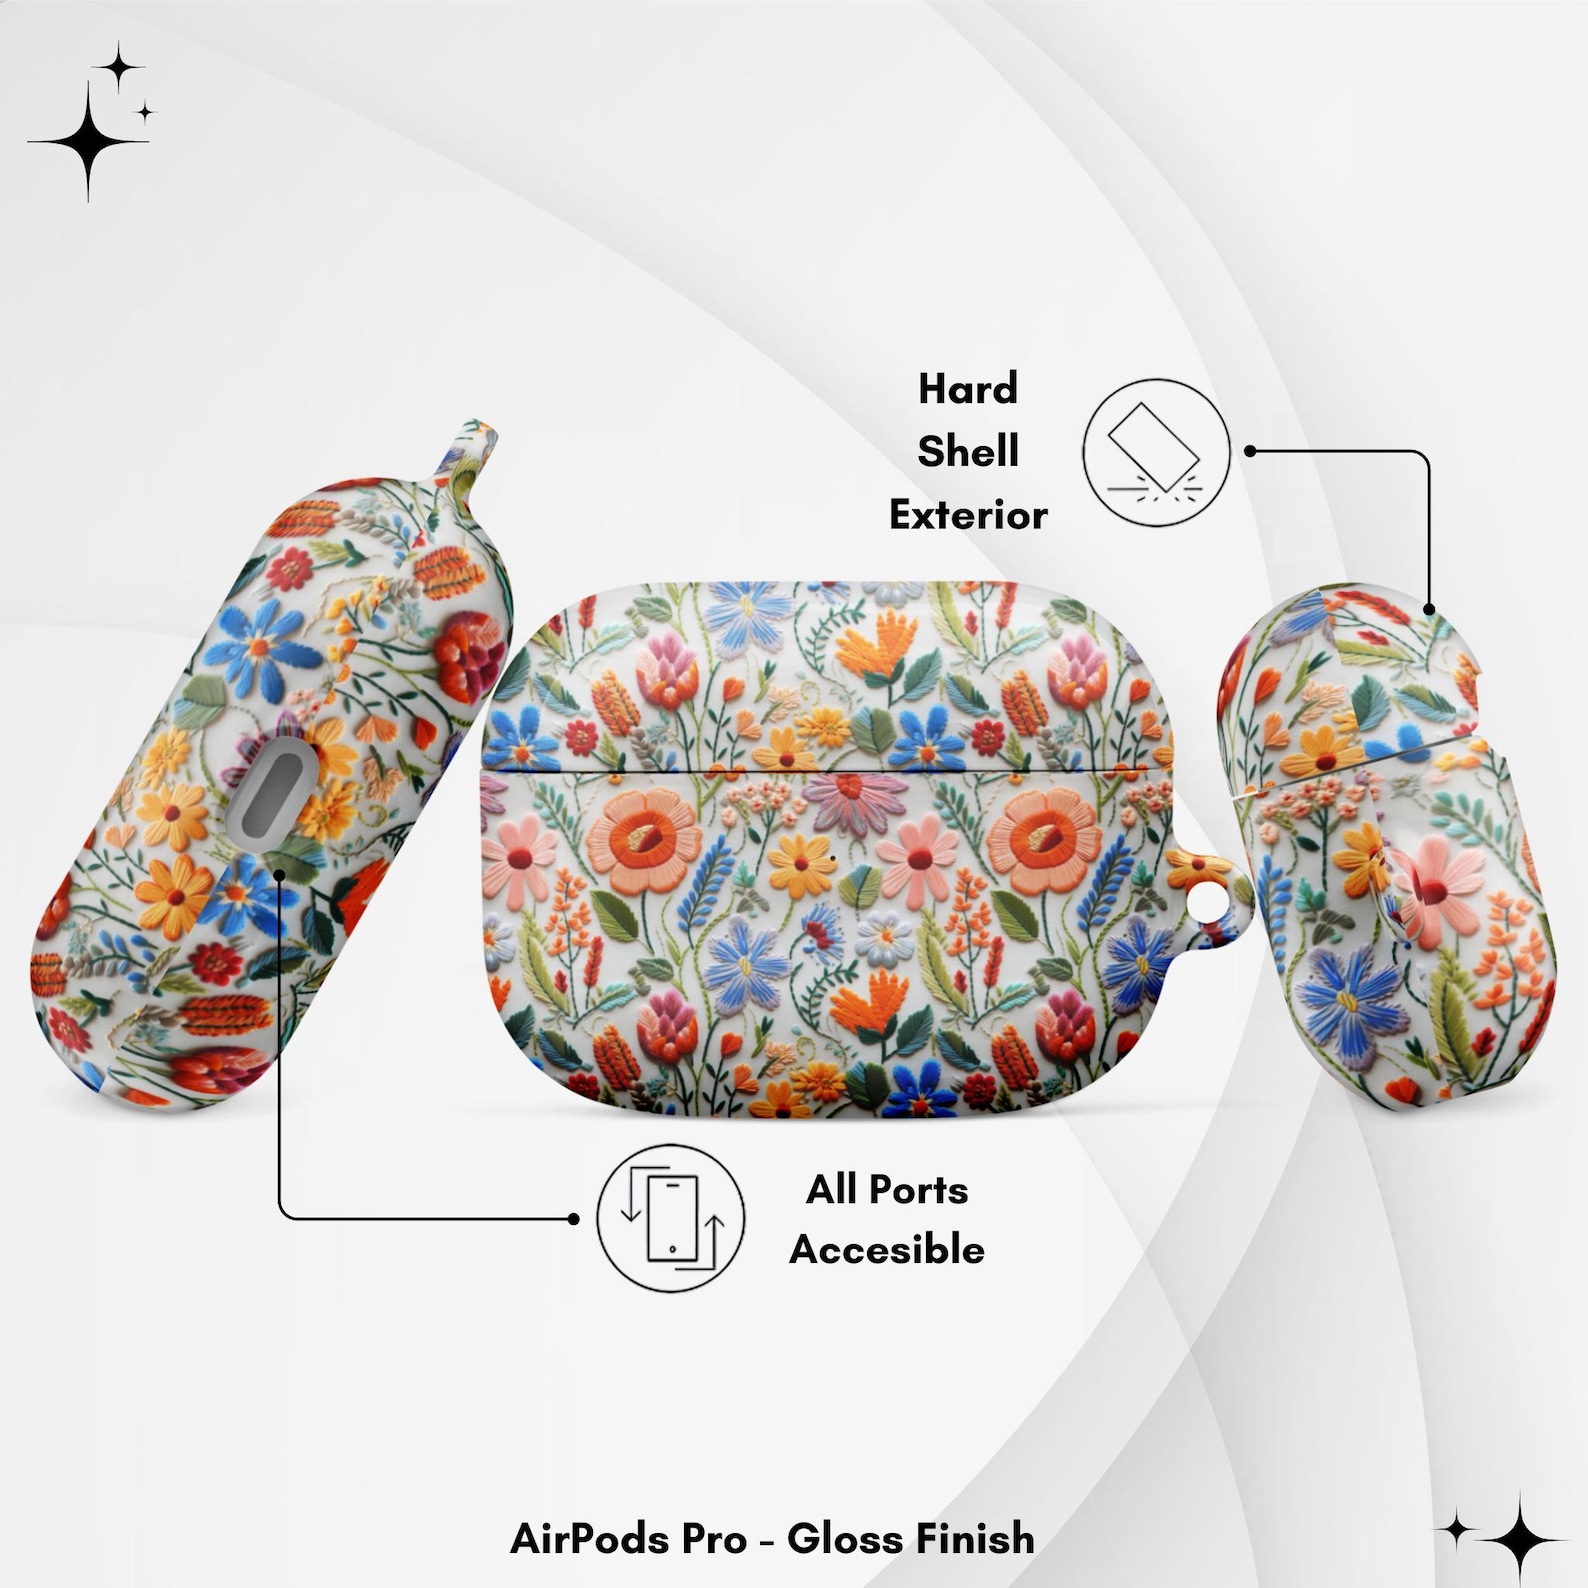 Hard
Shell
Exterior
All Ports
Accesible
AirPods Pro - Gloss Finish